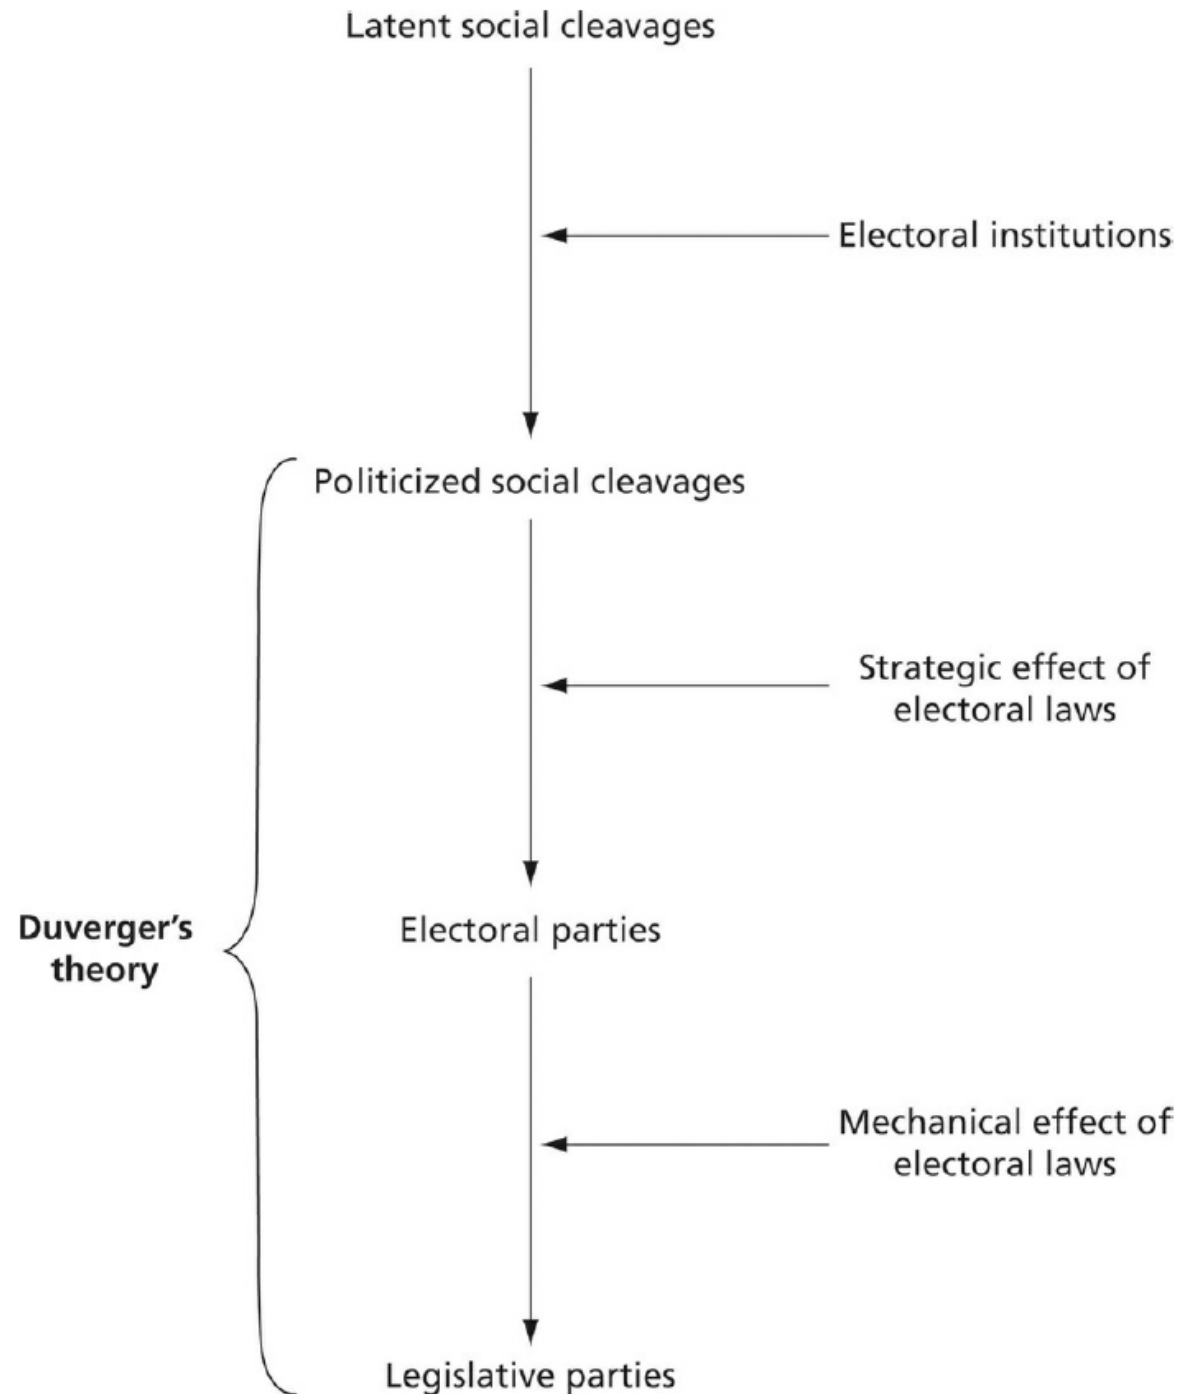 Latent social cleavages
Electoral institutions
Politicized social cleavages
Strategic effect of
electoral laws
Duverger’s
theory
Electoral parties
Mechanical effect of
electoral laws
Legislative parties